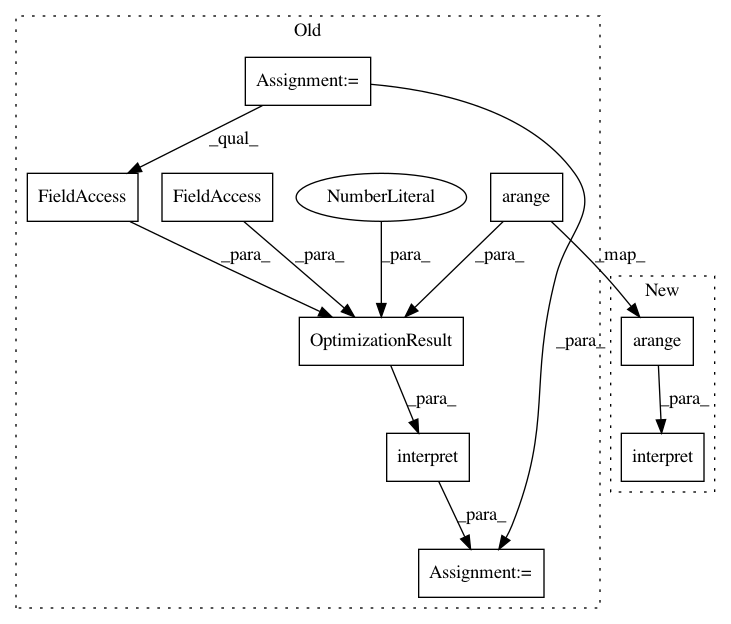 Old
Assignment:=
_qual_
FieldAccess
FieldAccess
NumberLiteral
arange
_para_
_para_
_para_
_para_
_map_
New
OptimizationResult
arange
_para_
_para_
_para_
interpret
interpret
_para_
Assignment:=